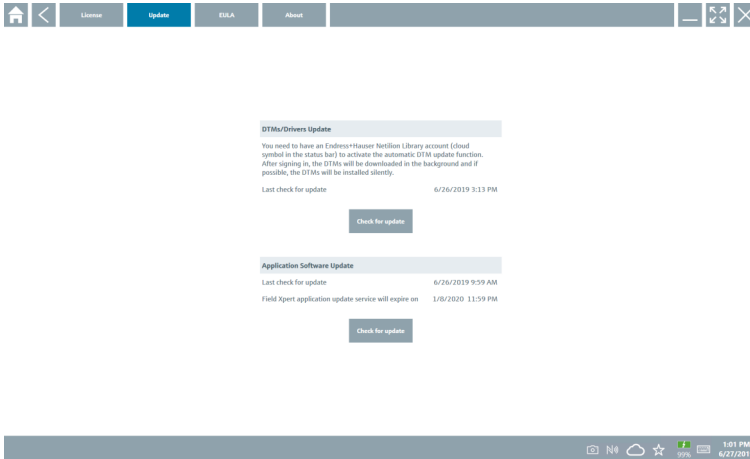 License Update EULA About
DTMs/Drivers Update
You need to have an Endress+Hauser Netilion Library account (cloud
symbol in the status bar) to activate the automatic DTM update function.
After signing in, the DTMs will be downloaded in the background and if
possible, the DTMs will be installed silently.
Last check for update 6/26/2019 3:13 PM
Check for update
Application Software Update
Last check for update 6/26/2019 9:59 AM
Field Xpert application update service will expire on 1/8/2020 11:59 PM
Check for update
1:01 PM
99% 6/27/201